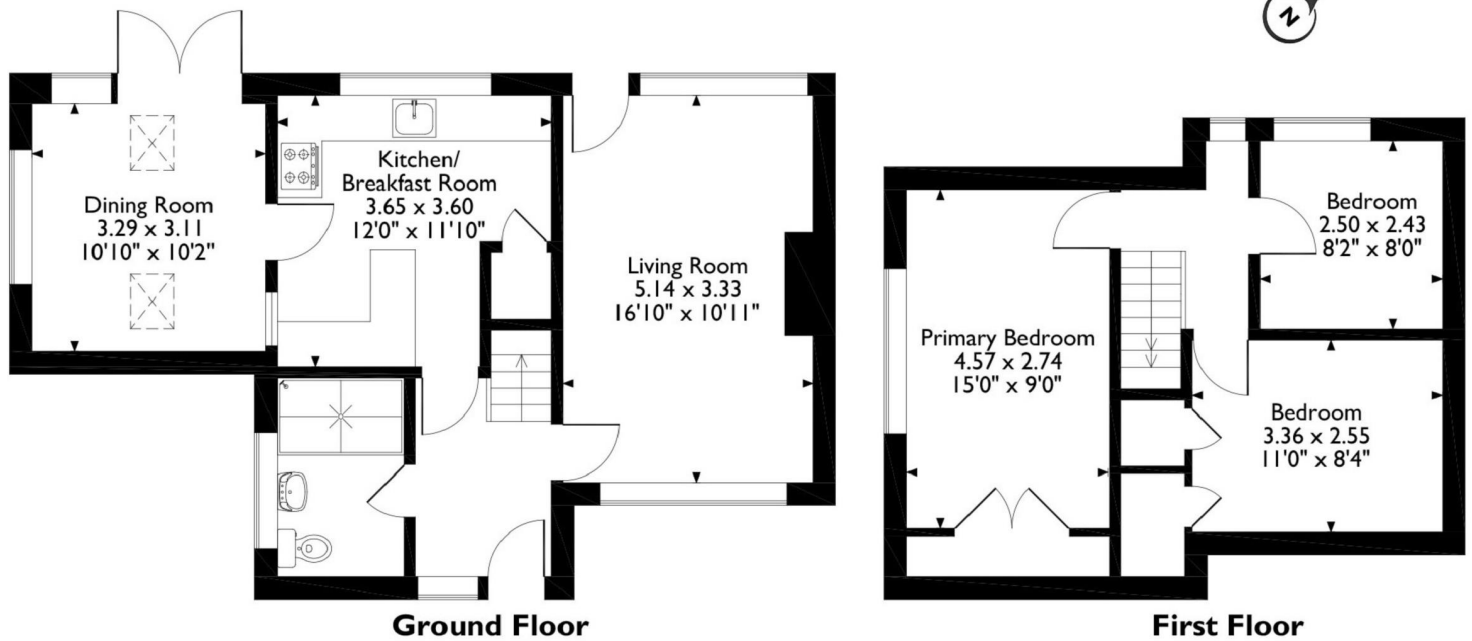 N
Dining Room
3.29 x 3.11
10'10" x 10'2"
Kitchen/
Breakfast Room
3.65 x 3.60
12'0" x 11'10"
Living Room
5.14 x 3.33
16'10" x 10'11"
Ground Floor
Primary Bedroom
4.57 x 2.74
15'0" x 9'0"
Bedroom
2.50 x 2.43
8'2" x 8'0"
Bedroom
3.36 x 2.55
11'0" x 8'4"
First Floor